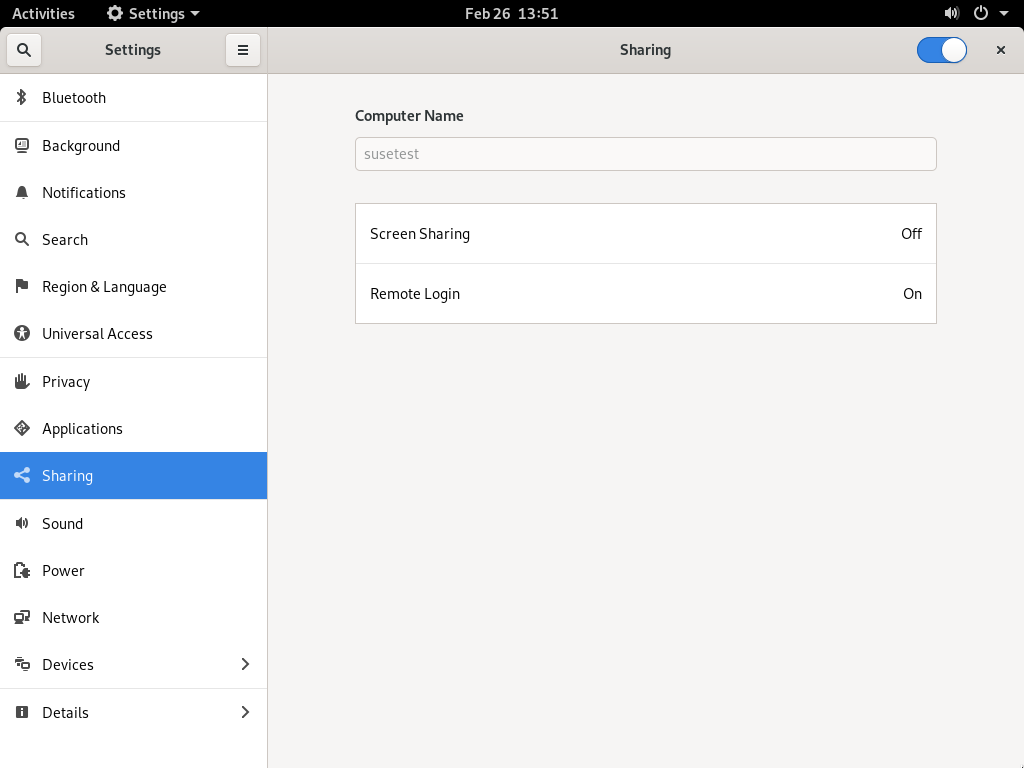 Activities Settings Feb 26 13:51
Settings
Sharing
Bluetooth
Background
Notifications
Search
Region & Language
Universal Access
Privacy
Applications
Sharing
Sound
Power
Network
Devices
Details
Computer Name
susetest
Screen Sharing Off
Remote Login On